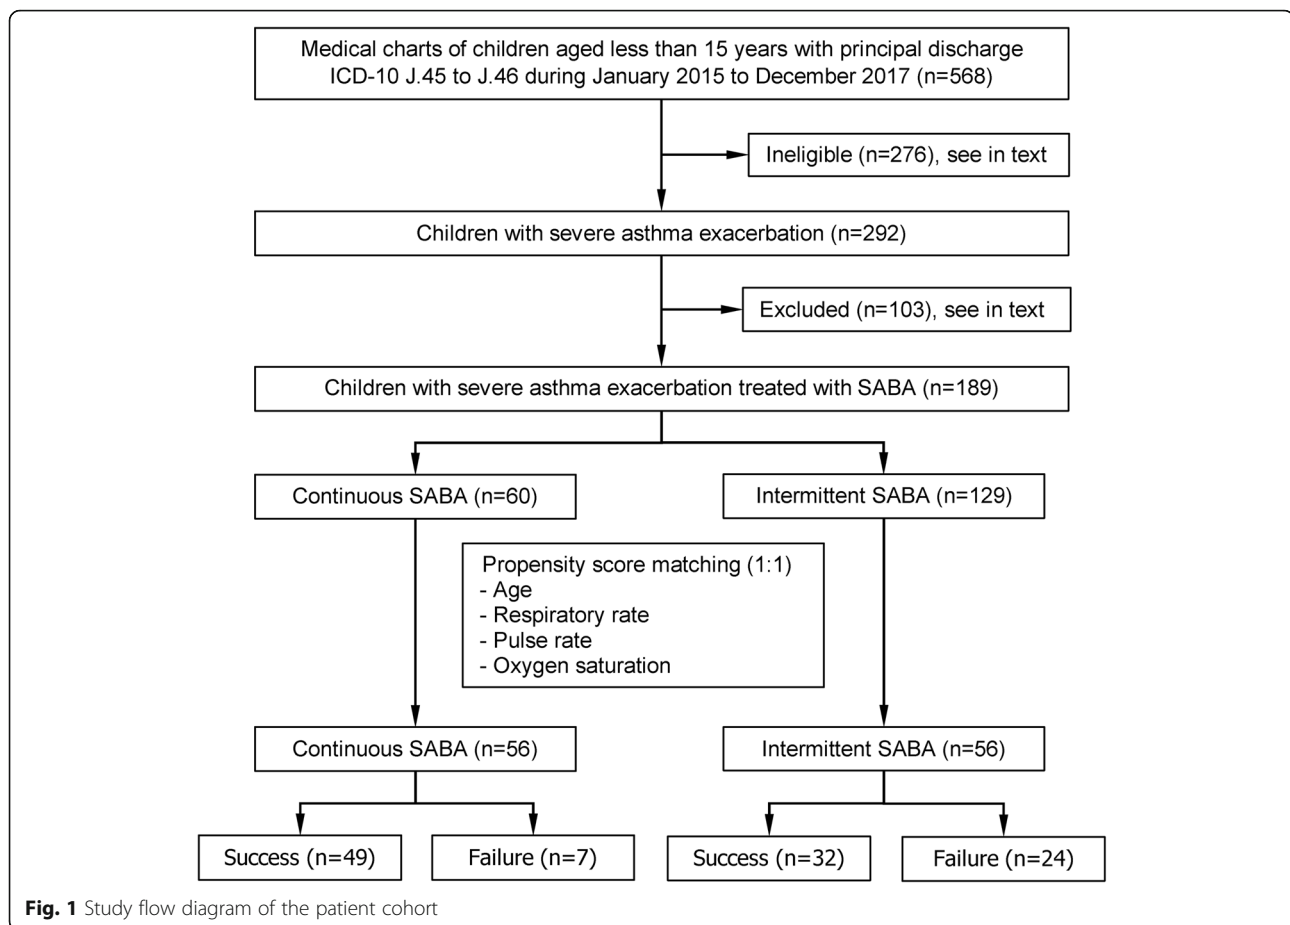 Medical charts of children aged less than 15 years with principal discharge
ICD-10 J.45 to J.46 during January 2015 to December 2017 (n=568)
Ineligible (n=276), see in text
Children with severe asthma exacerbation (n=292)
Excluded (n=103), see in text
Children with severe asthma exacerbation treated with SABA (n=189)
Continuous SABA (n=60)
Intermittent SABA (n=129)
Propensity score matching (1:1)
- Age
- Respiratory rate
- Pulse rate
- Oxygen saturation
Continuous SABA (n=56)
Intermittent SABA (n=56)
Success (n=49)
Failure (n=7)
Success (n=32)
Failure (n=24)
Fig. 1 Study flow diagram of the patient cohort